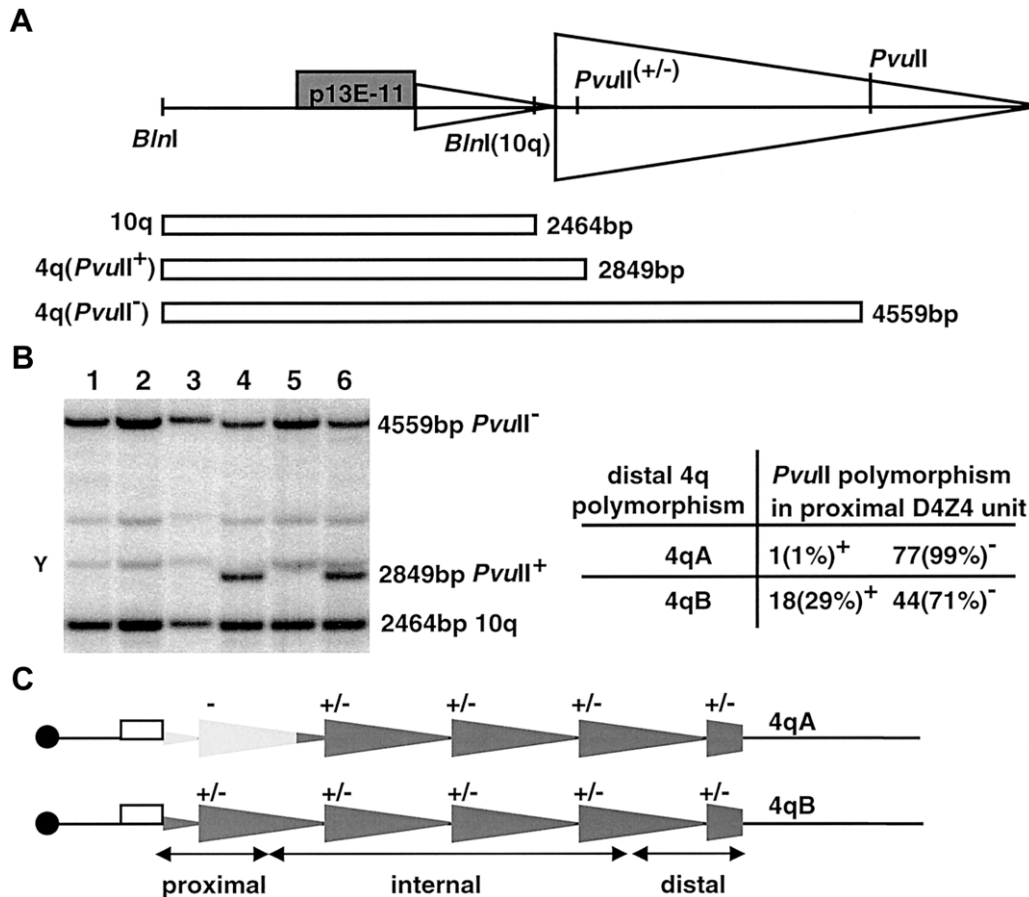 A
p13E-11
BlnI
BlnI(10q)
PvuII(+/-)
PvuII
10q
2464bp
4q(PvuII+)
2849bp
4q(PvuII-)
4559bp
B
1 2 3 4 5 6
Y
4559bp PvuII-
2849bp PvuII+
2464bp 10q
distal 4q
polymorphism
PvuII polymorphism
in proximal D4Z4 unit
4qA 1(1%)+ 77(99%)-
4qB 18(29%)+ 44(71%)-
C
- +/- +/- +/- +/-
4qA
+/- +/- +/- +/- +/-
4qB
proximal internal distal